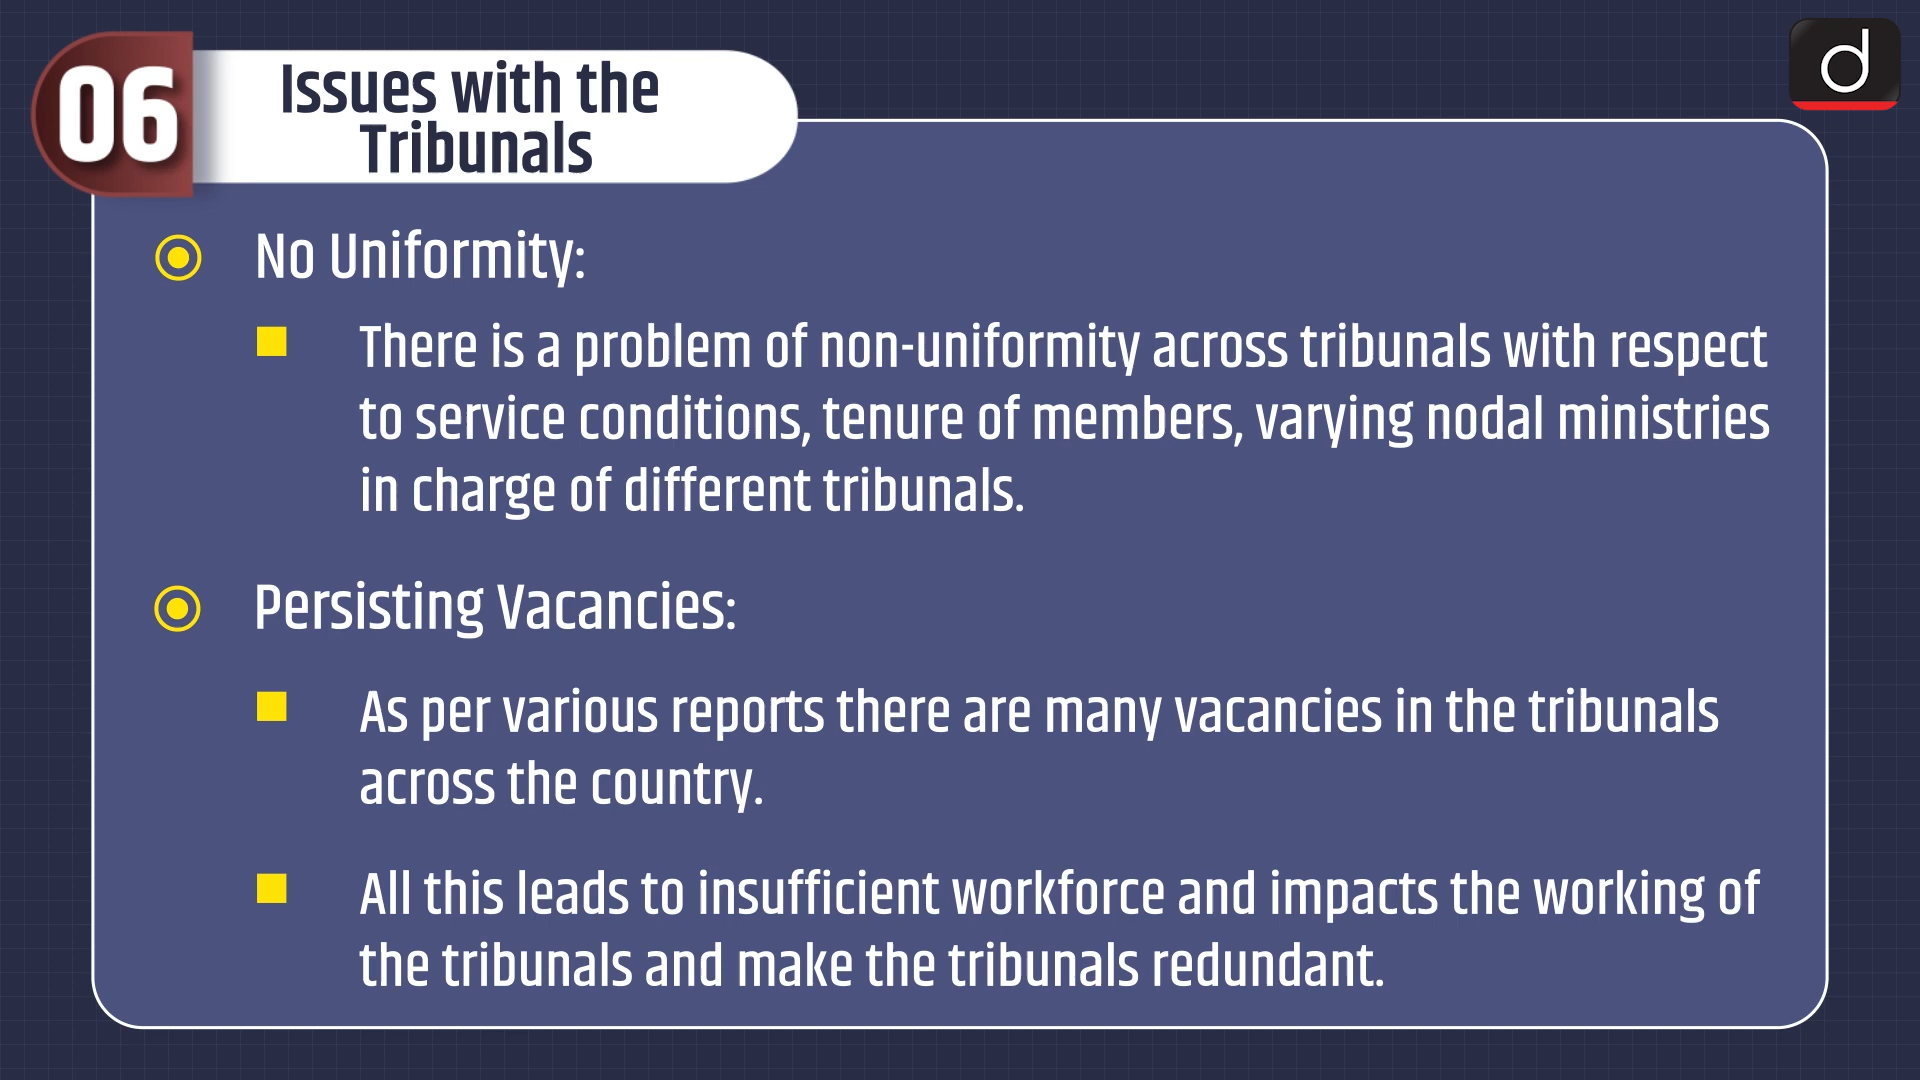 06
Issues with the
Tribunals
d
No Uniformity:
There is a problem of non-uniformity across tribunals with respect
to service conditions, tenure of members, varying nodal ministries
in charge of different tribunals.
Persisting Vacancies:
As per various reports there are many vacancies in the tribunals
across the country.
All this leads to insufficient workforce and impacts the working of
the tribunals and make the tribunals redundant.